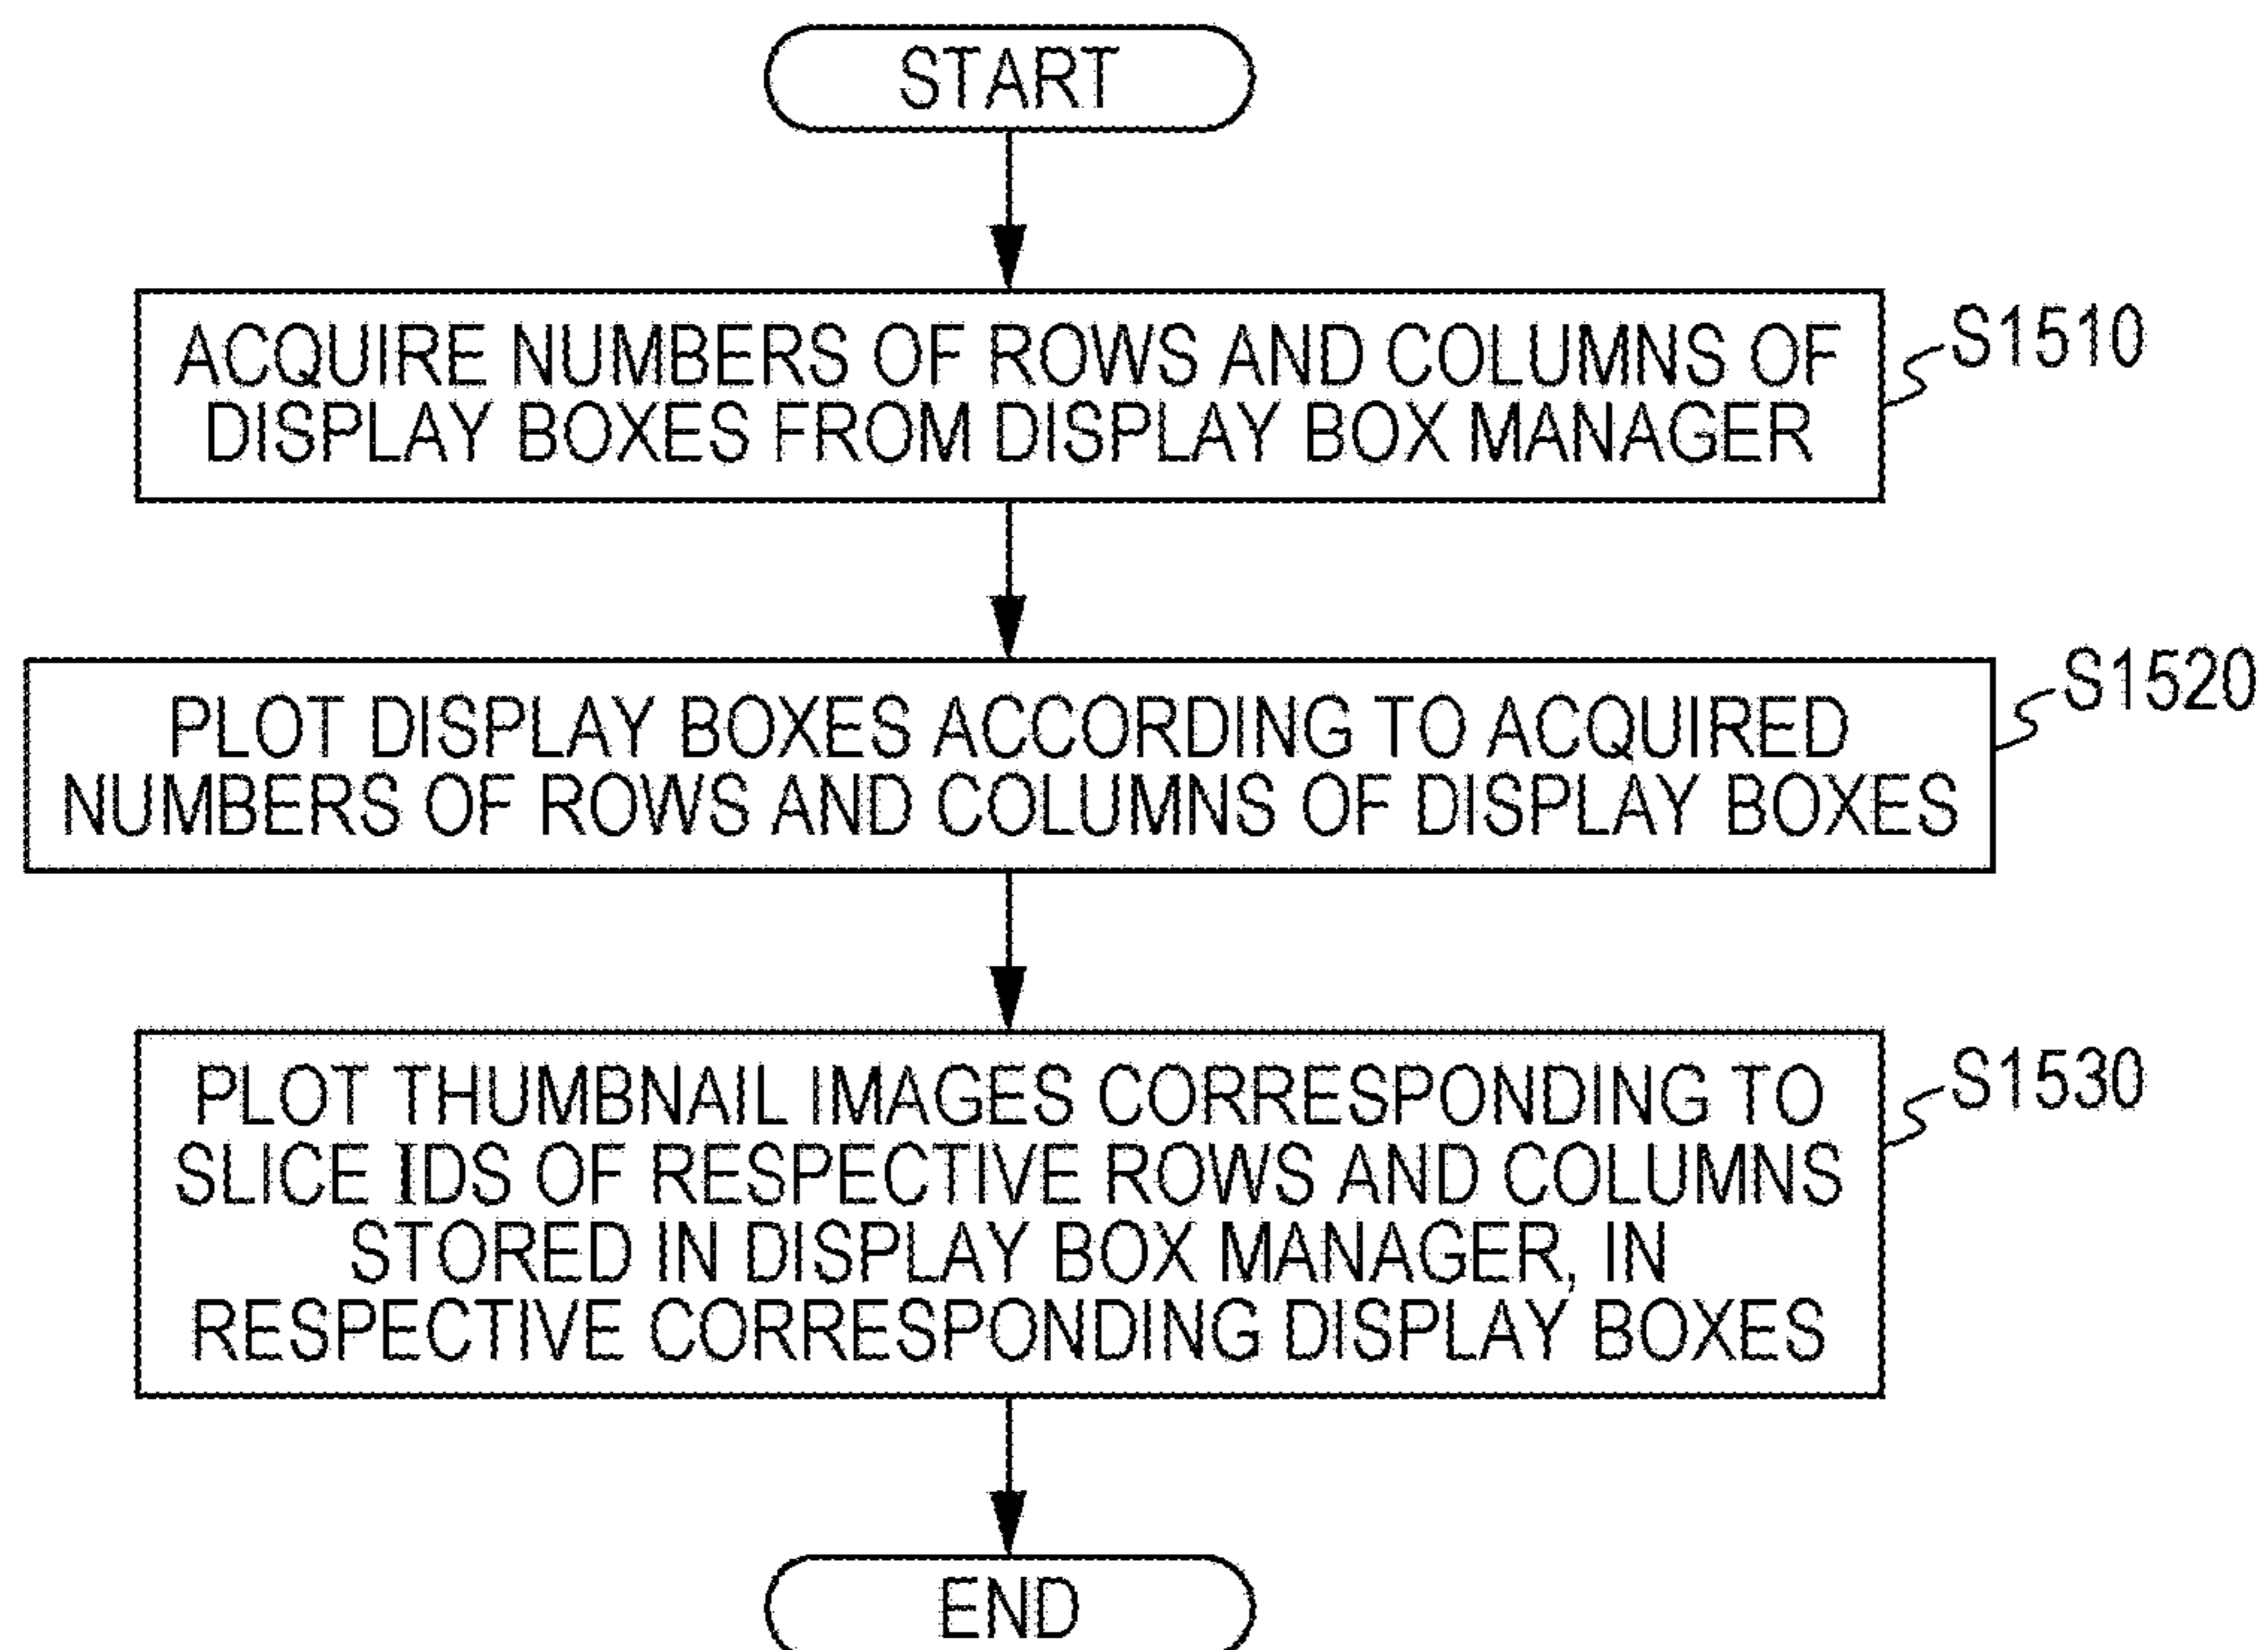 START
ACQUIRE NUMBERS OF ROWS AND COLUMNS OF
DISPLAY BOXES FROM DISPLAY BOX MANAGER
S1510
PLOT DISPLAY BOXES ACCORDING TO ACQUIRED
NUMBERS OF ROWS AND COLUMNS OF DISPLAY BOXES
S1520
PLOT THUMBNAIL IMAGES CORRESPONDING TO
SLICE IDS OF RESPECTIVE ROWS AND COLUMNS
STORED IN DISPLAY BOX MANAGER, IN
RESPECTIVE CORRESPONDING DISPLAY BOXES
S1530
END